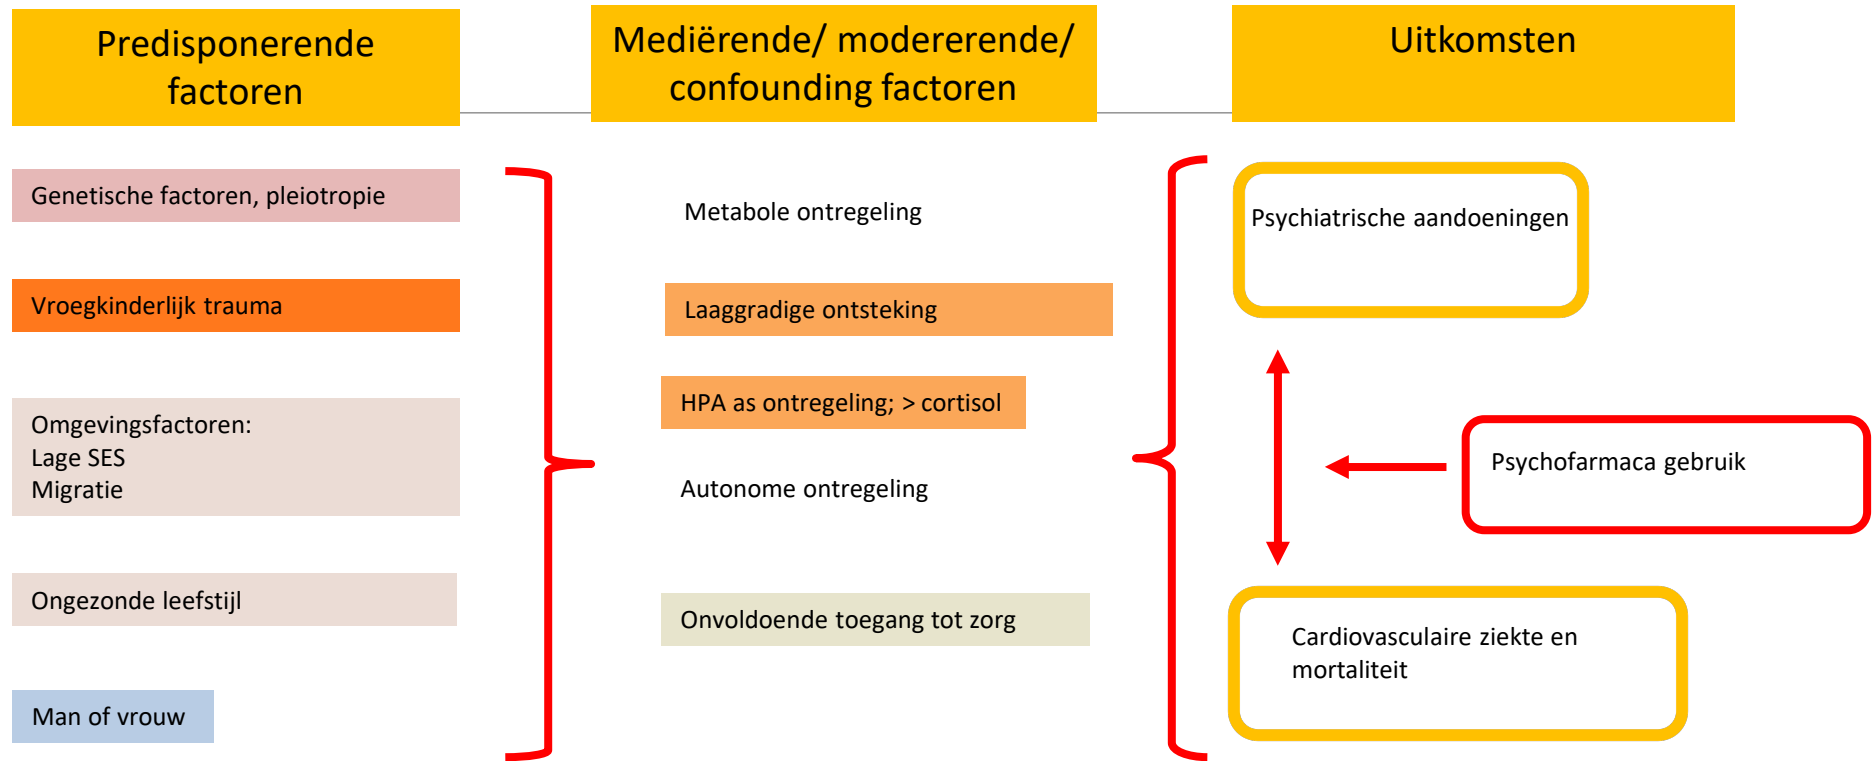 Predisponerende
factoren
Mediërende/ modererende/
confounding factoren
Uitkomsten
Genetische factoren, pleiotropie
Vroegkinderlijk trauma
Omgevingsfactoren:
Lage SES
Migratie
Ongezonde leefstijl
Man of vrouw
Metabole ontregeling
Laaggradige ontsteking
HPA as ontregeling; > cortisol
Autonome ontregeling
Onvoldoende toegang tot zorg
Psychiatrische aandoeningen
Psychofarmaca gebruik
Cardiovasculaire ziekte en
mortaliteit